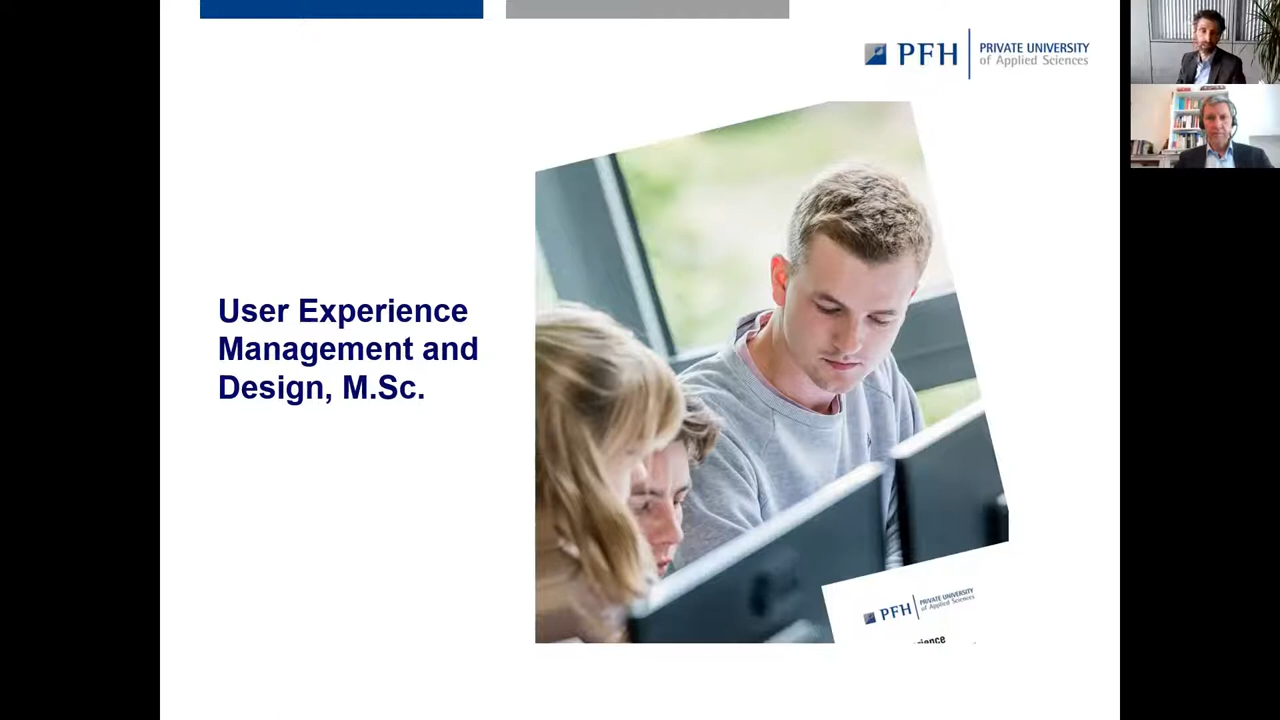 PFH PRIVATE UNIVERSITY
of Applied Sciences
User Experience
Management and
Design, M.Sc.
PFH PRIVATE UNIVERSITY
of Applied Sciences